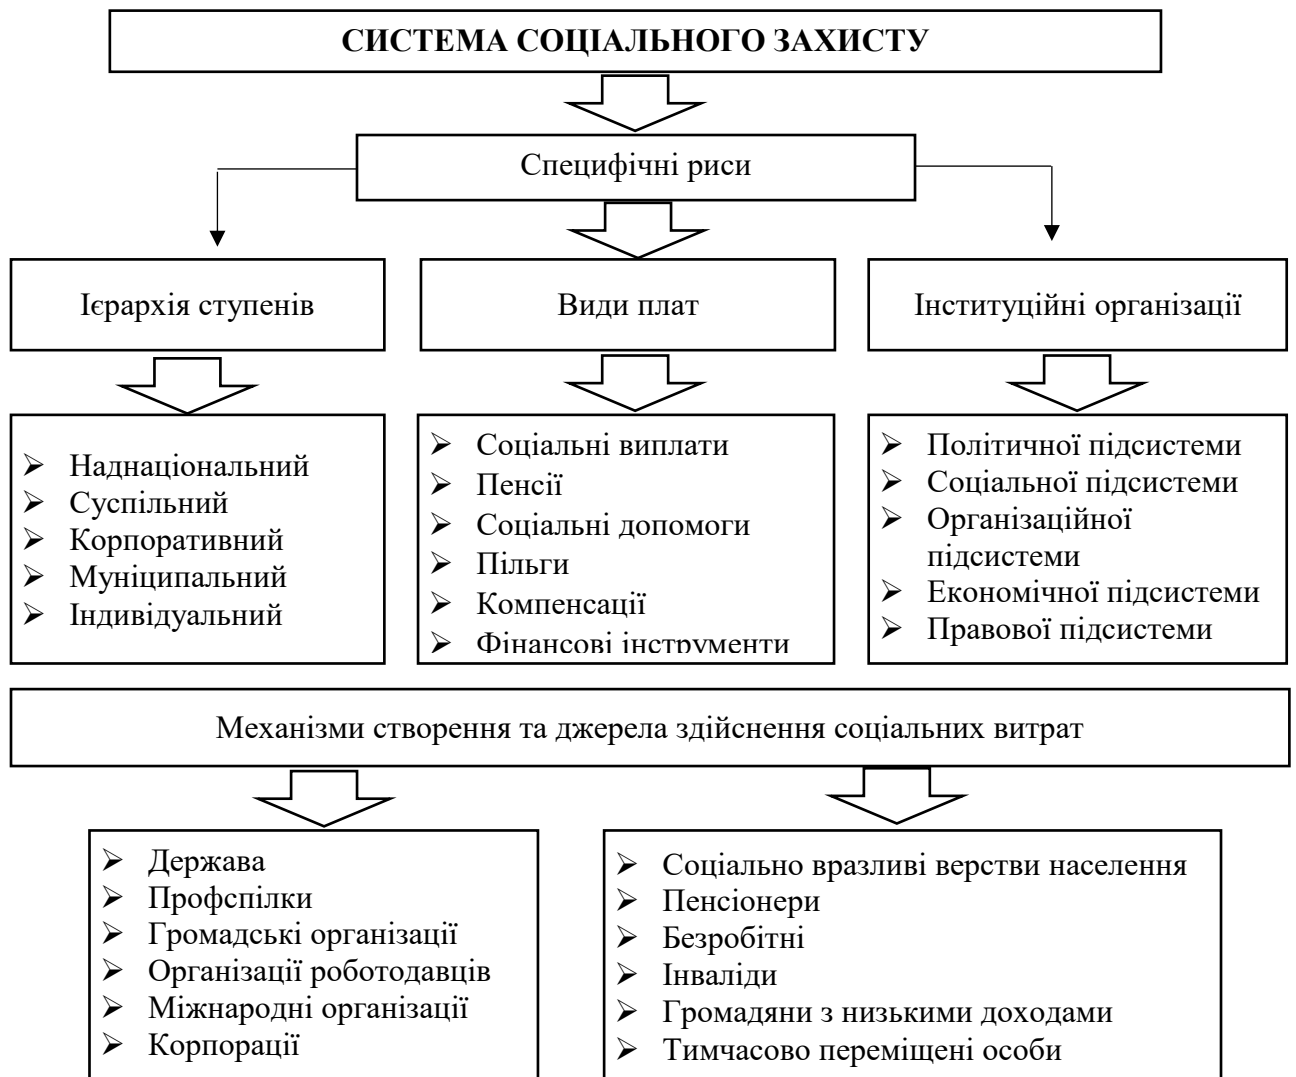 СИСТЕМА СОЦІАЛЬНОГО ЗАХИСТУ
Специфічні риси
Ієрархія ступенів
Види плат
Інституційні організації
➢ Наднаціональний
➢ Суспільний
➢ Корпоративний
➢ Муніципальний
➢ Індивідуальний
➢ Соціальні виплати
➢ Пенсії
➢ Соціальні допомоги
➢ Пільги
➢ Компенсації
➢ Фінансові інструменти
➢ Політичної підсистеми
➢ Соціальної підсистеми
➢ Організаційної
підсистеми
➢ Економічної підсистеми
➢ Правової підсистеми
Механізми створення та джерела здійснення соціальних витрат
➢ Держава
➢ Профспілки
➢ Громадські організації
➢ Організації роботодавців
➢ Міжнародні організації
➢ Корпорації
➢ Соціально вразливі верстви населення
➢ Пенсіонери
➢ Безробітні
➢ Інваліди
➢ Громадяни з низькими доходами
➢ Тимчасово переміщені особи